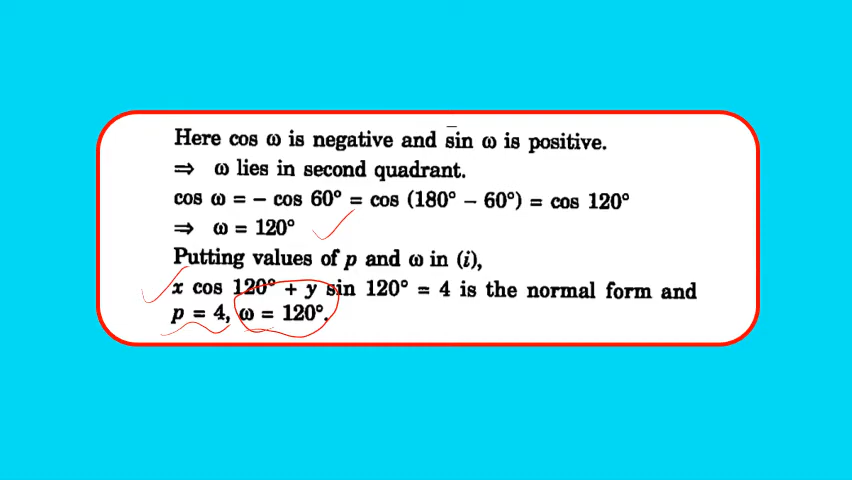 Here cos ω is negative and sin ω is positive.
⇒ ω lies in second quadrant.
cos ω = − cos 60° = cos (180° − 60°) = cos 120°
⇒ ω = 120°
Putting values of p and ω in (i),
x cos 120° + y sin 120° = 4 is the normal form and
p = 4, ω = 120°.